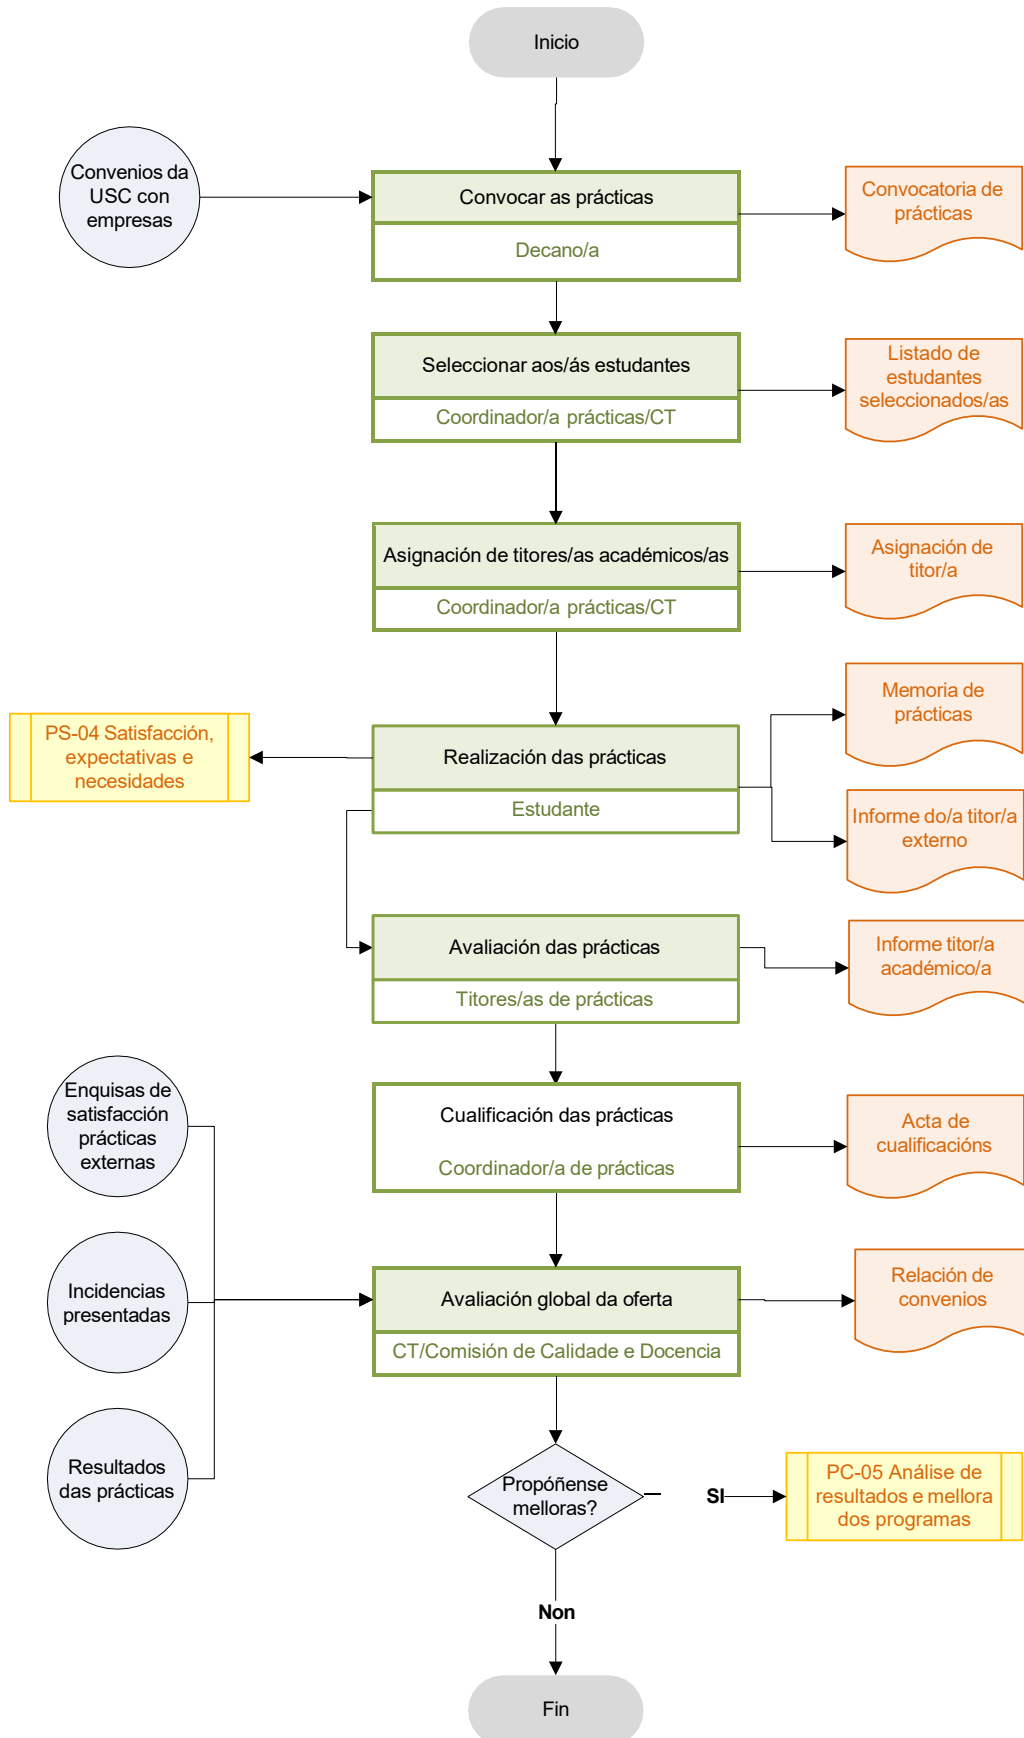 Inicio
Convenios da
USC con
empresas
Convocar as prácticas
Decano/a
Convocatoria de
prácticas
Seleccionar aos/ás estudantes
Coordinador/a prácticas/CT
Listado de
estudantes
seleccionados/as
Asignación de titores/as académicos/as
Coordinador/a prácticas/CT
Asignación de
titor/a
PS-04 Satisfacción,
expectativas e
necesidades
Realización das prácticas
Estudante
Memoria de
prácticas
Informe do/a titor/a
externo
Avaliación das prácticas
Titores/as de prácticas
Informe titor/a
académico/a
Enquisas de
satisfacción
prácticas
externas
Cualificación das prácticas
Coordinador/a de prácticas
Acta de
cualificacións
Incidencias
presentadas
Avaliación global da oferta
CT/Comisión de Calidade e Docencia
Relación de
convenios
Resultados
das prácticas
Propóñense
melloras?
SI
PC-05 Análise de
resultados e mellora
dos programas
Non
Fin